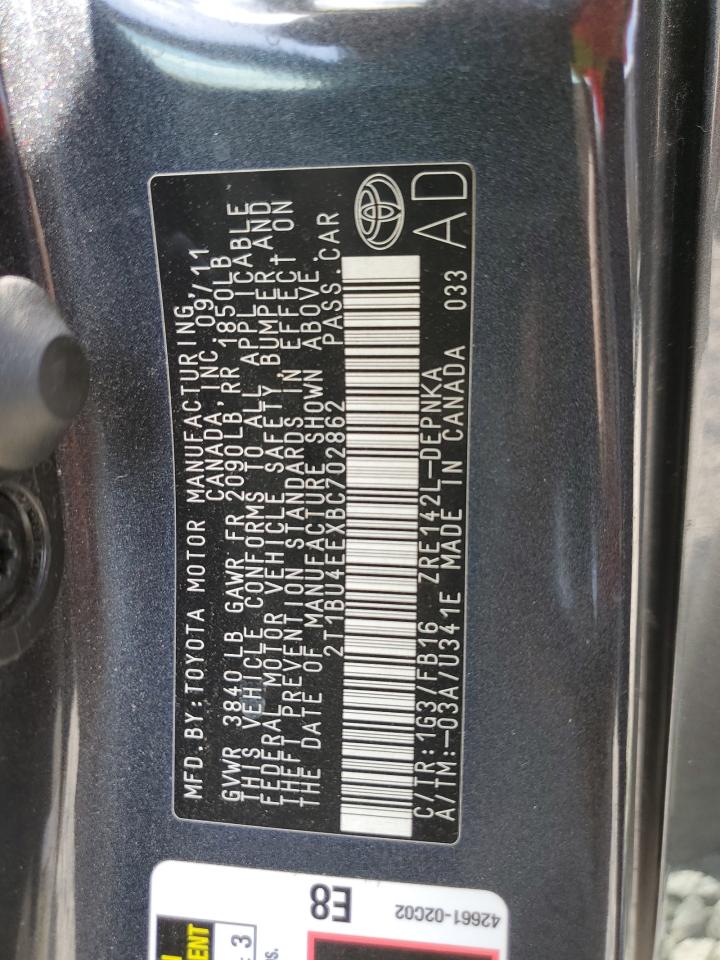 MFD.BY:TOYOTA MOTOR MANUFACTURING,
CANADA,INC. 09/11
GVWR 3840LB GAWR FR 2090LB, RR 1850LB
THIS VEHICLE CONFORMS TO ALL APPLICABLE
FEDERAL MOTOR VEHICLE SAFETY, BUMPER, AND
THEFT PREVENTION STANDARDS IN EFFECT ON
THE DATE OF MANUFACTURE SHOWN ABOVE.
2T1BU4EEXBC702862 PASS.CAR
C/TR:1G3/FB16 ZRE142L-DEPNKA
A/TM:-03A/U341E MADE IN CANADA 033
AD
E8
42661-02C02
3